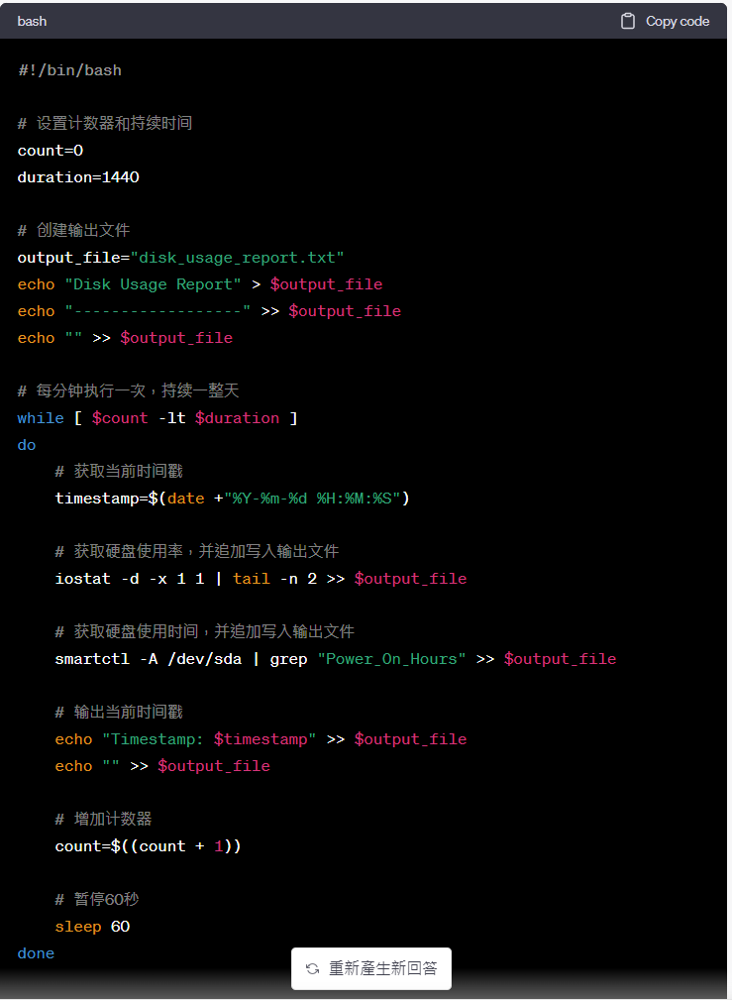 bash
Copy code
#!/bin/bash
# 设置计数器和持续时间
count=0
duration=1440
# 创建输出文件
output_file="disk_usage_report.txt"
echo "Disk Usage Report" > $output_file
echo "------------------" >> $output_file
echo "" >> $output_file
# 每分钟执行一次，持续一整天
while [ $count -lt $duration ]
do
    # 获取当前时间戳
    timestamp=$(date +"%Y-%m-%d %H:%M:%S")
    # 获取硬盘使用率，并追加写入输出文件
    iostat -d -x 1 1 | tail -n 2 >> $output_file
    # 获取硬盘使用时间，并追加写入输出文件
    smartctl -A /dev/sda | grep "Power_On_Hours" >> $output_file
    # 输出当前时间戳
    echo "Timestamp: $timestamp" >> $output_file
    echo "" >> $output_file
    # 增加计数器
    count=$((count + 1))
    # 暂停60秒
    sleep 60
done
重新產生新回答